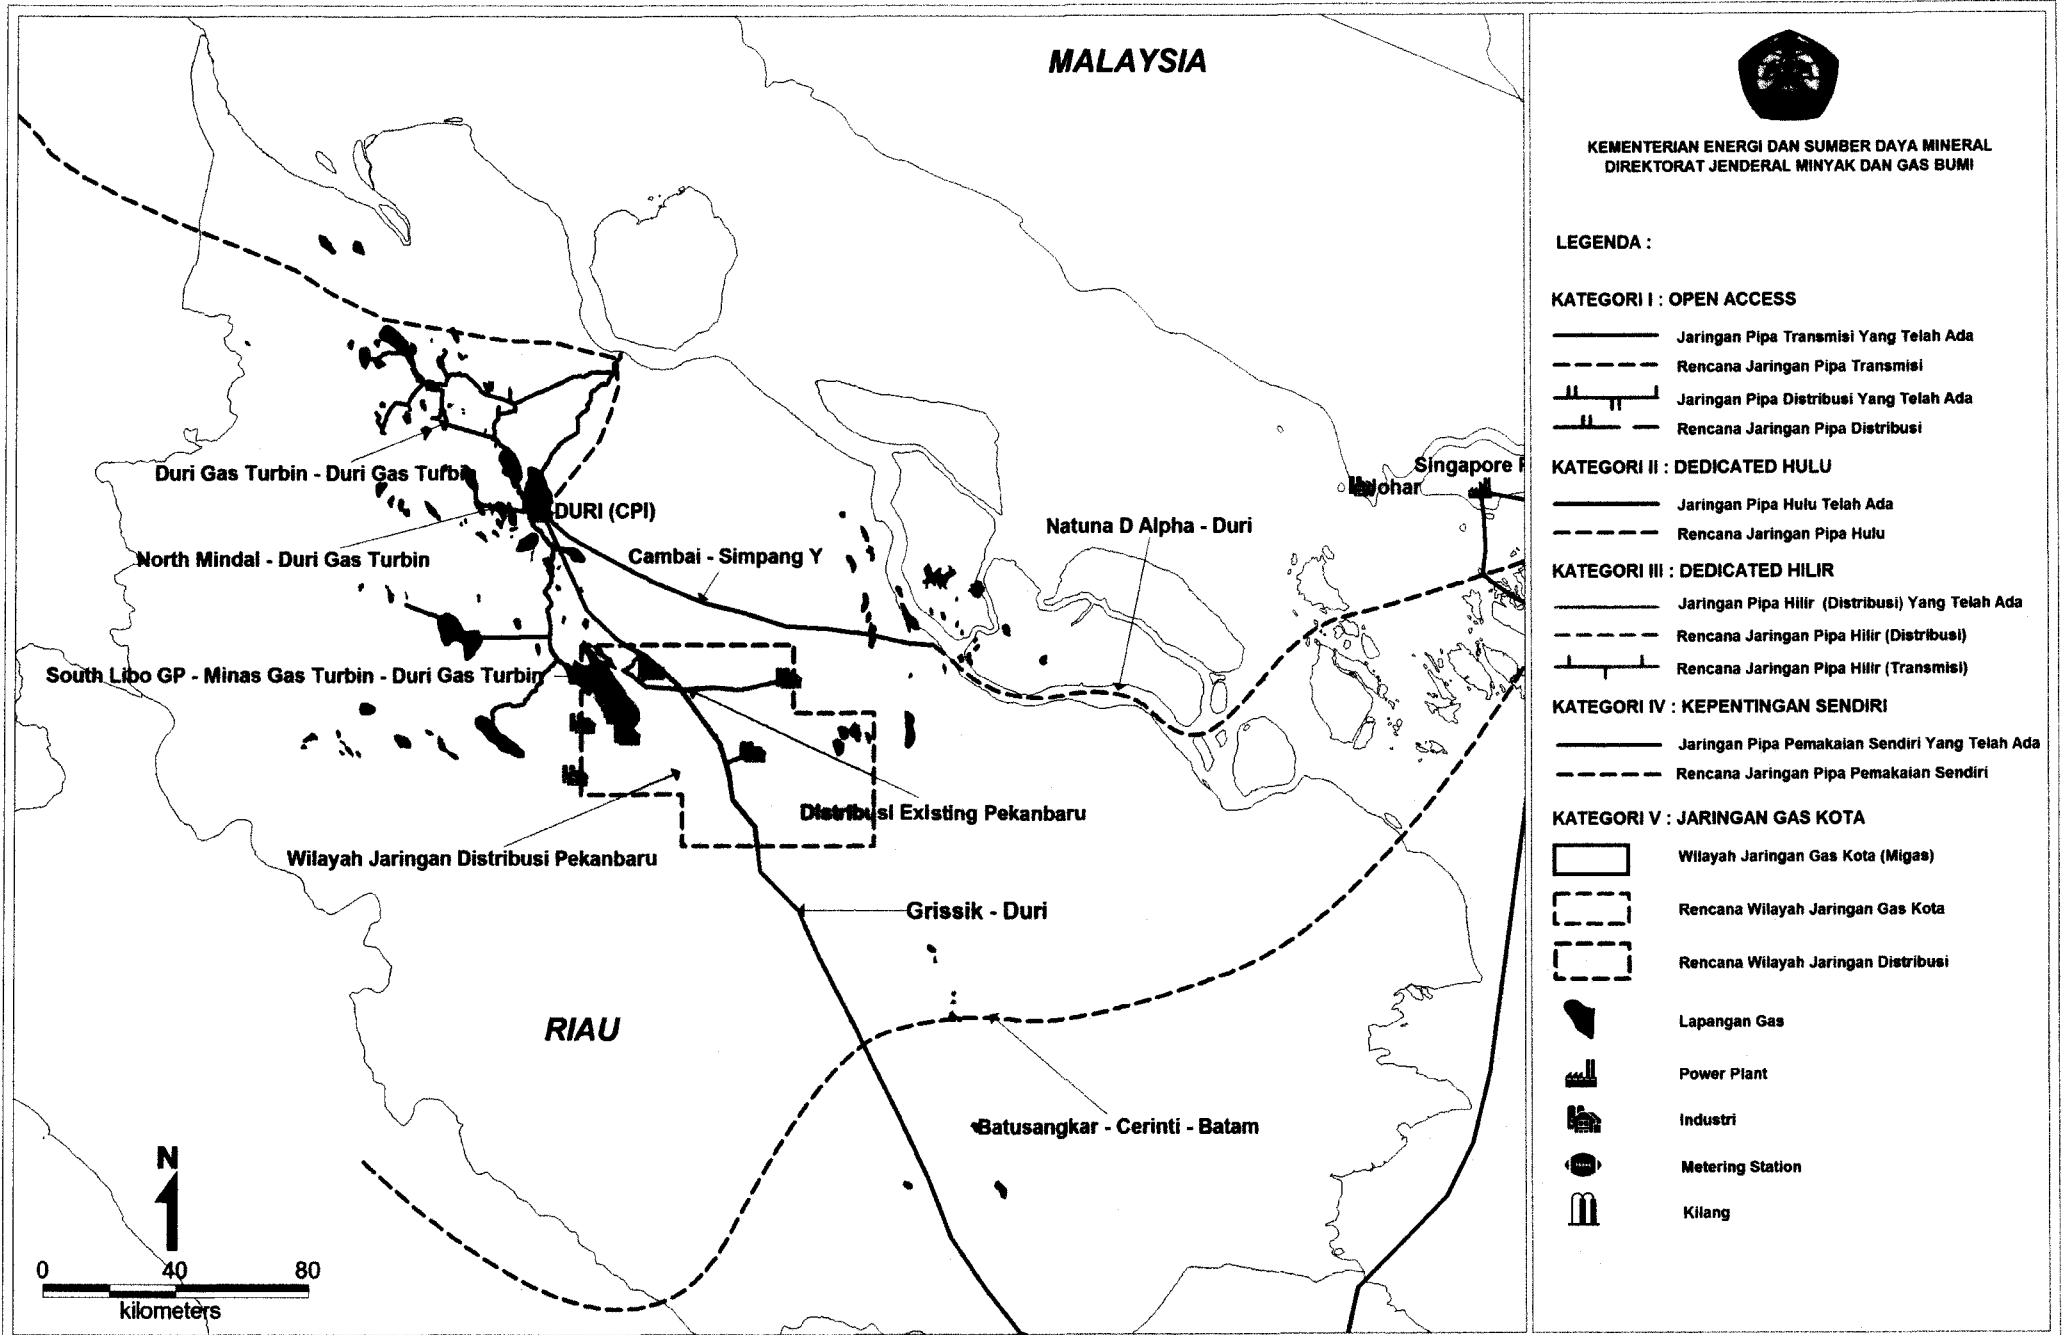 MALAYSIA
Duri Gas Turbin - Duri Gas Turbin
DURI (CPI)
North Mindal - Duri Gas Turbin
Cambai - Simpang Y
Natuna D Alpha - Duri
Singapore
Johar
South Libo GP - Minas Gas Turbin - Duri Gas Turbin
Distribusi Existing Pekanbaru
Wilayah Jaringan Distribusi Pekanbaru
Grissik - Duri
RIAU
Batusangkar - Cerinti - Batam
N
0 40 80
kilometers
KEMENTERIAN ENERGI DAN SUMBER DAYA MINERAL
DIREKTORAT JENDERAL MINYAK DAN GAS BUMI
LEGENDA :
KATEGORI I : OPEN ACCESS
Jaringan Pipa Transmisi Yang Telah Ada
Rencana Jaringan Pipa Transmisi
Jaringan Pipa Distribusi Yang Telah Ada
Rencana Jaringan Pipa Distribusi
KATEGORI II : DEDICATED HULU
Jaringan Pipa Hulu Telah Ada
Rencana Jaringan Pipa Hulu
KATEGORI III : DEDICATED HILIR
Jaringan Pipa Hilir (Distribusi) Yang Telah Ada
Rencana Jaringan Pipa Hilir (Distribusi)
Rencana Jaringan Pipa Hilir (Transmisi)
KATEGORI IV : KEPENTINGAN SENDIRI
Jaringan Pipa Pemakaian Sendiri Yang Telah Ada
Rencana Jaringan Pipa Pemakaian Sendiri
KATEGORI V : JARINGAN GAS KOTA
Wilayah Jaringan Gas Kota (Migas)
Rencana Wilayah Jaringan Gas Kota
Rencana Wilayah Jaringan Distribusi
Lapangan Gas
Power Plant
Industri
Metering Station
Kilang